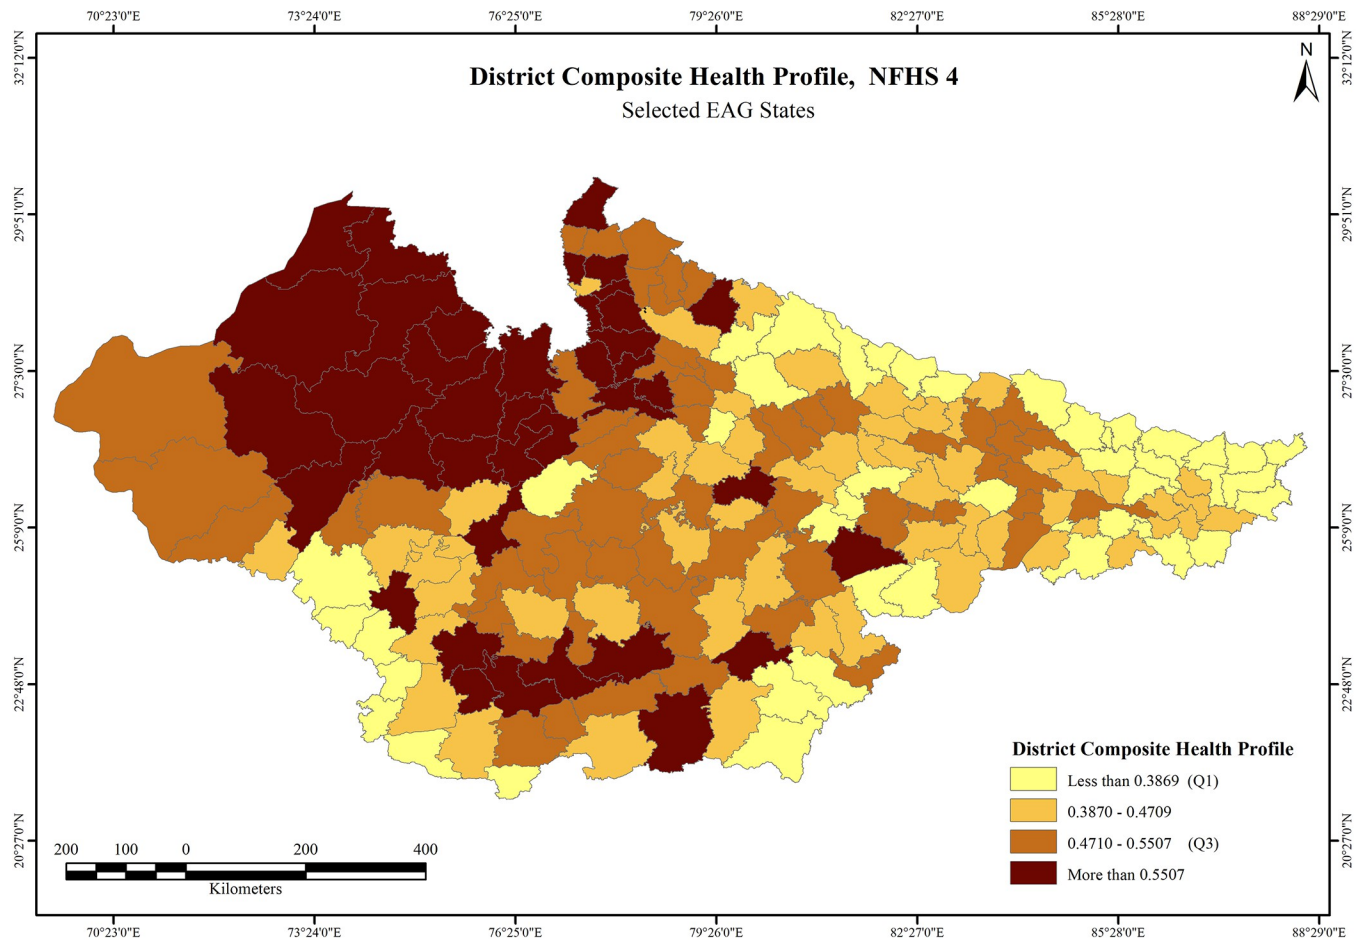 70°23'0"E 73°24'0"E 76°25'0"E 79°26'0"E 82°27'0"E 85°28'0"E 88°29'0"E
32°12'0"N 32°12'0"N
N
District Composite Health Profile, NFHS 4
Selected EAG States
29°51'0"N 29°51'0"N
27°30'0"N 27°30'0"N
25°9'0"N 25°9'0"N
22°48'0"N 22°48'0"N
District Composite Health Profile
Less than 0.3869 (Q1)
0.3870 - 0.4709
0.4710 - 0.5507 (Q3)
More than 0.5507
20°27'0"N 20°27'0"N
200 100 0 200 400
Kilometers
70°23'0"E 73°24'0"E 76°25'0"E 79°26'0"E 82°27'0"E 85°28'0"E 88°29'0"E